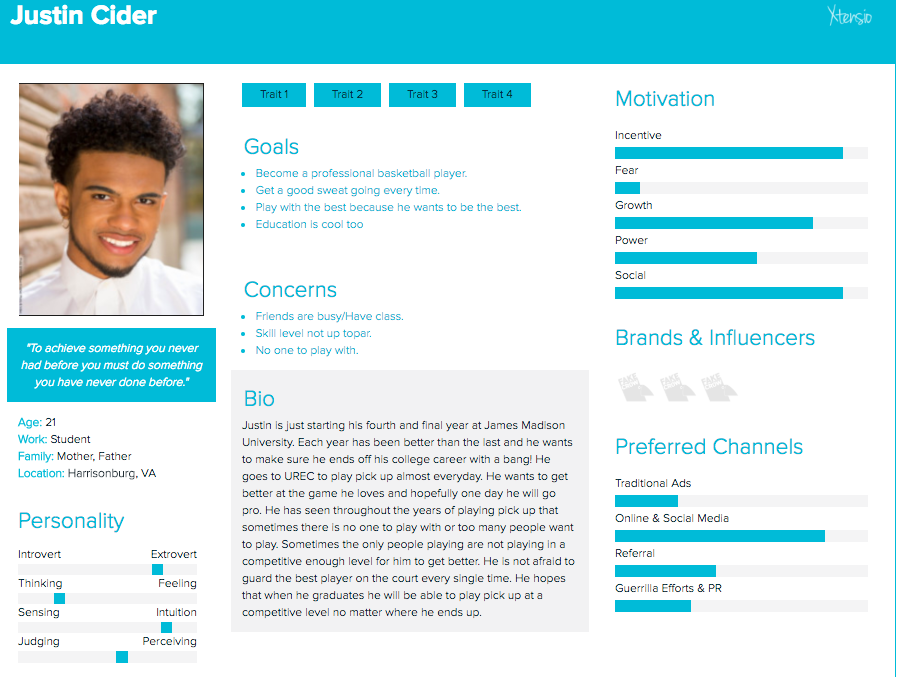 Justin Cider
Xtensio
"To achieve something you never
had before you must do something
you have never done before."
Age: 21
Work: Student
Family: Mother, Father
Location: Harrisonburg, VA
Personality
Introvert Extrovert
Thinking Feeling
Sensing Intuition
Judging Perceiving
Trait 1 Trait 2 Trait 3 Trait 4
Goals
Become a professional basketball player.
Get a good sweat going every time.
Play with the best because he wants to be the best.
Education is cool too
Concerns
Friends are busy/Have class.
Skill level not up topar.
No one to play with.
Bio
Justin is just starting his fourth and final year at James Madison
University. Each year has been better than the last and he wants
to make sure he ends off his college career with a bang! He
goes to UREC to play pick up almost everyday. He wants to get
better at the game he loves and hopefully one day he will go
pro. He has seen throughout the years of playing pick up that
sometimes there is no one to play with or too many people want
to play. Sometimes the only people playing are not playing in a
competitive enough level for him to get better. He is not afraid to
guard the best player on the court every single time. He hopes
that when he graduates he will be able to play pick up at a
competitive level no matter where he ends up.
Motivation
Incentive
Fear
Growth
Power
Social
Brands & Influencers
FAKE FAKE FAKE
Preferred Channels
Traditional Ads
Online & Social Media
Referral
Guerrilla Efforts & PR